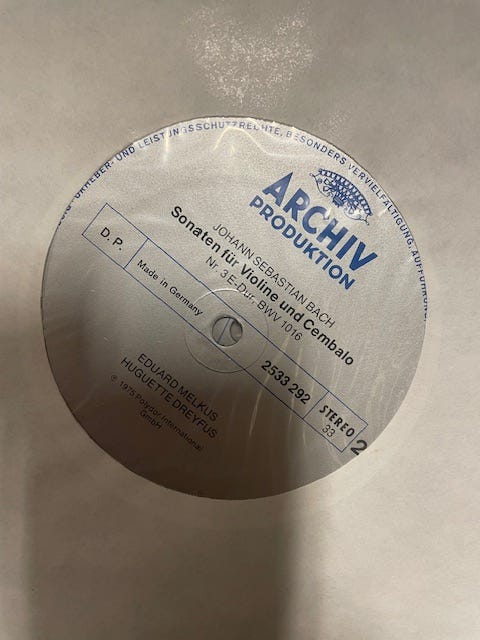 URHEBER- UND LEISTUNGSSCHUTZRECHTE, BESONDERS VERVIELFÄLTIGUNG, AUFFÜHRUNG
ARCHIV
PRODUKTION
JOHANN SEBASTIAN BACH
Sonaten für Violine und Cembalo
Nr. 3 E-Dur, BWV 1016
D. P.
Made in Germany
2533 292
STEREO
33
2
EDUARD MELKUS
HUGUETTE DREYFUS
℗ 1975 Polydor International
GmbH